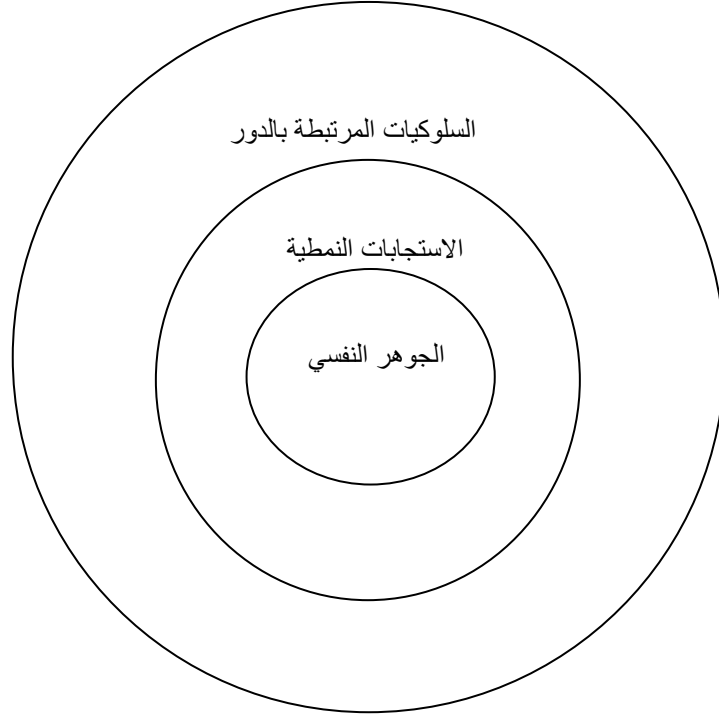 السلوكيات المرتبطة بالدور
الاستجابات النمطية
الجوهر النفسي